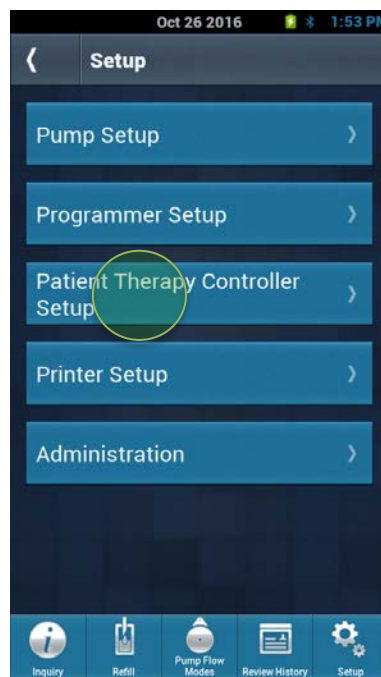 Oct 26 2016 1:53 PM
Setup
Pump Setup
Programmer Setup
Patient Therapy Controller
Setup
Printer Setup
Administration
Inquiry
Refill
Pump Flow
Modes
Review History
Setup